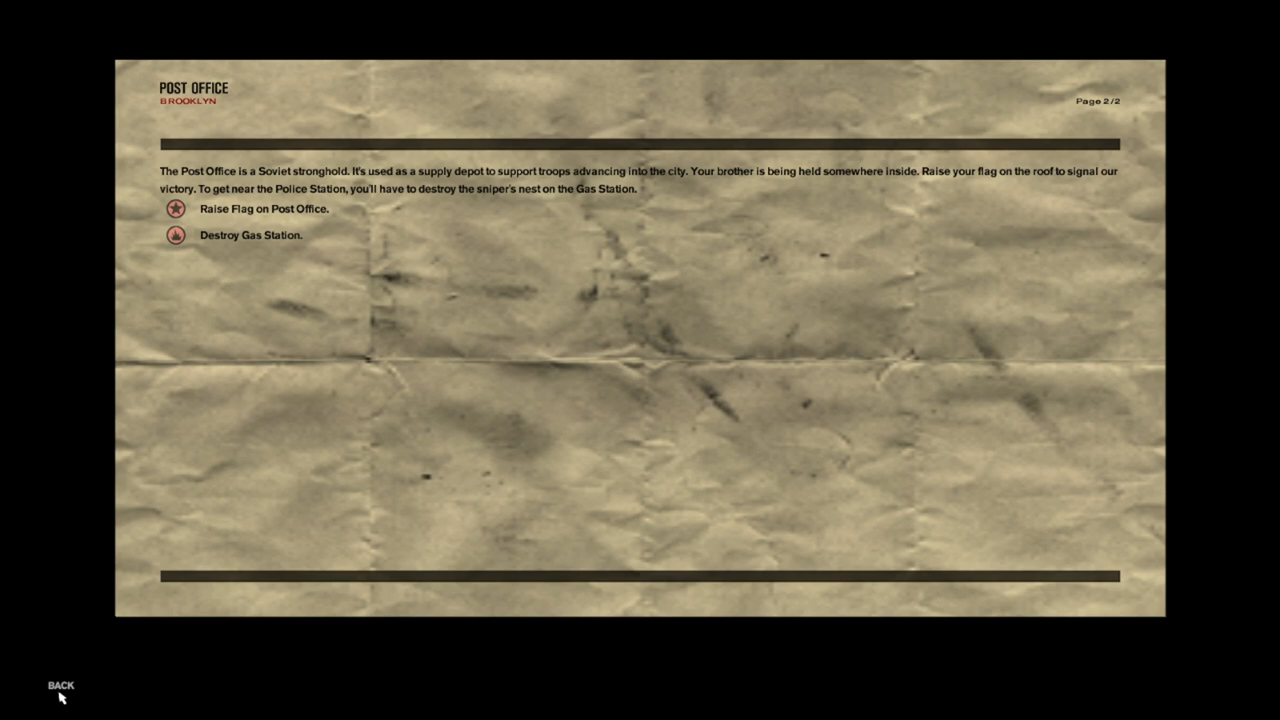 POST OFFICE
BROOKLYN
Page 2/2
The Post Office is a Soviet stronghold. It's used as a supply depot to support troops advancing into the city. Your brother is being held somewhere inside. Raise your flag on the roof to signal our
victory. To get near the Police Station, you'll have to destroy the sniper's nest on the Gas Station.
Raise Flag on Post Office.
Destroy Gas Station.
BACK